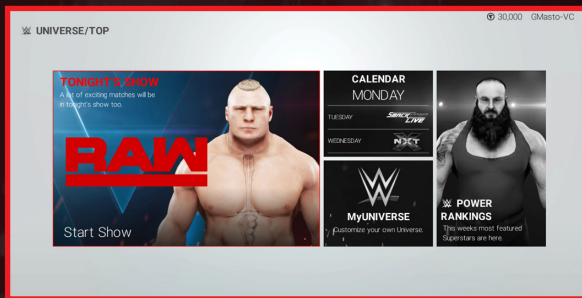 30,000 GMasto-VC
UNIVERSE/TOP
TONIGHT'S SHOW
A lot of exciting matches will be
in tonight's show too.
RAW
Start Show
CALENDAR
MONDAY
TUESDAY SMACKDOWN LIVE
WEDNESDAY NXT
MyUNIVERSE
Customize your own Universe.
POWER
RANKINGS
This weeks most featured
Superstars are here.